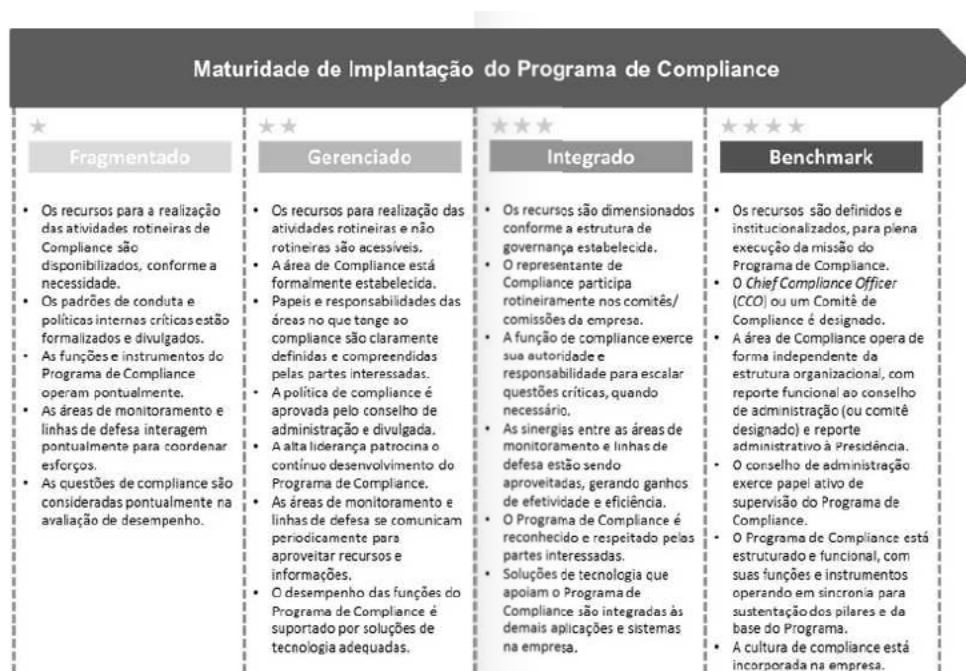 Maturidade de Implantação do Programa de Compliance
Fragmentado
• Os recursos para a realização
das atividades rotineiras de
Compliance são
disponibilizados, conforme a
necessidade.
• Os padrões de conduta e
políticas internas críticas estão
formalizados e divulgados.
• As funções e instrumentos do
Programa de Compliance
operam pontualmente.
• As áreas de monitoramento e
linhas de defesa interagem
pontualmente para coordenar
esforços.
• As questões de compliance são
consideradas pontualmente na
avaliação de desempenho.
Gerenciado
• Os recursos para realização das
atividades rotineiras e não
rotineiras são acessíveis.
• A área de Compliance está
formalmente estabelecida.
• Papeis e responsabilidades das
áreas no que tange ao
compliance são claramente
definidas e compreendidas
pelas partes interessadas.
• A política de compliance é
aprovada pelo conselho de
administração e divulgada.
• A alta liderança patrocina o
contínuo desenvolvimento do
Programa de Compliance.
• As áreas de monitoramento e
linhas de defesa se comunicam
periodicamente para
aproveitar recursos e
informações.
• O desempenho das funções do
Programa de Compliance é
suportado por soluções de
tecnologia adequadas.
Integrado
• Os recursos são dimensionados
conforme a estrutura de
governança estabelecida.
• O representante de
Compliance participa
rotineiramente nos comitês/
comissões da empresa.
• A função de compliance exerce
sua autoridade e
responsabilidade para escalar
questões críticas, quando
necessário.
• As sinergias entre as áreas de
monitoramento e linhas de
defesa estão sendo
aproveitadas, gerando ganhos
de efetividade e eficiência.
• O Programa de Compliance é
reconhecido e respeitado pelas
partes interessadas.
• Soluções de tecnologia que
apoiam o Programa de
Compliance são integradas às
demais aplicações e sistemas
na empresa.
Benchmark
• Os recursos são definidos e
institucionalizados, para plena
execução da missão do
Programa de Compliance.
• O Chief Compliance Officer
(CCO) ou um Comitê de
Compliance é designado.
• A área de Compliance opera de
forma independente da
estrutura organizacional, com
reporte funcional ao conselho
de administração (ou comitê
designado) e reporte
administrativo à Presidência.
• O conselho de administração
exerce papel ativo de
supervisão do Programa de
Compliance.
• O Programa de Compliance está
estruturado e funcional, com
suas funções e instrumentos
operando em sincronia para
sustentação dos pilares e da
base do Programa.
• A cultura de compliance está
incorporada na empresa.